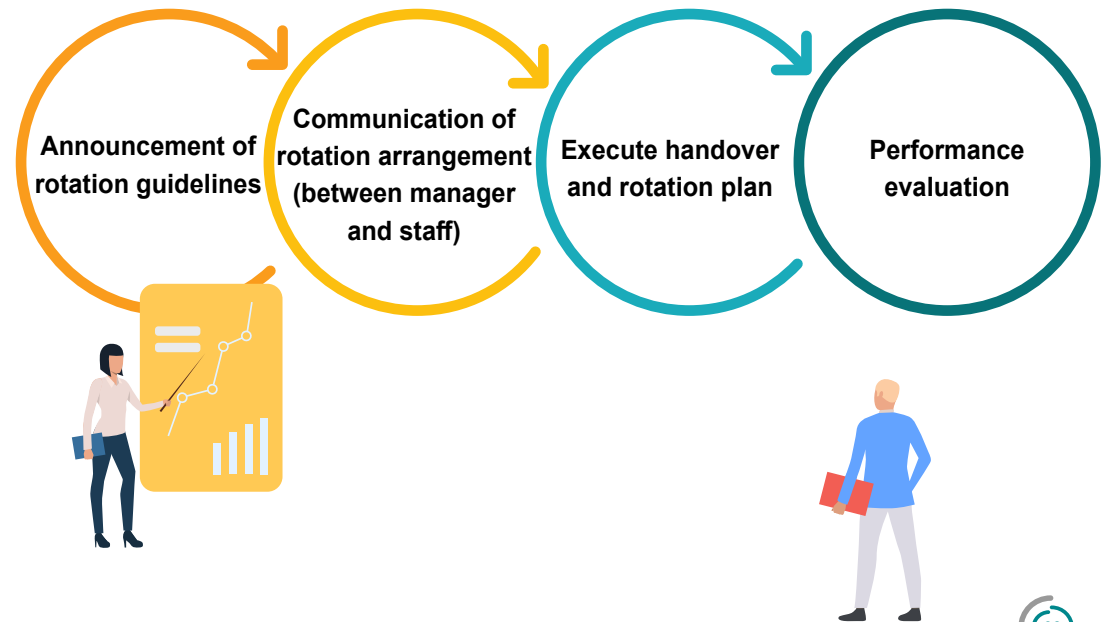 Announcement of
rotation guidelines
Communication of
rotation arrangement
(between manager
and staff)
Execute handover
and rotation plan
Performance
evaluation